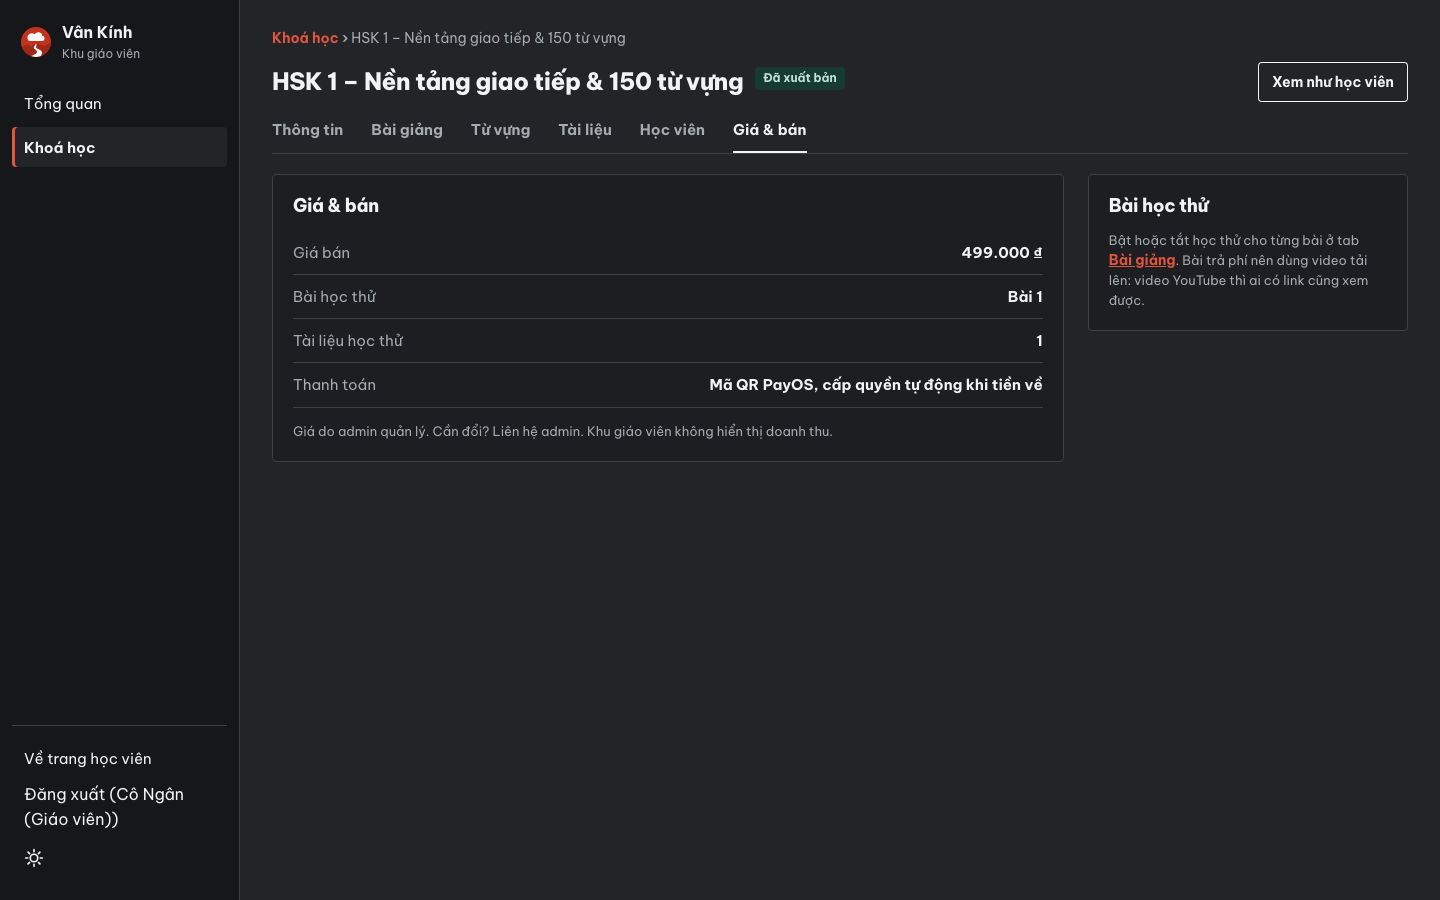 Vân Kính
Khu giáo viên
Tổng quan
Khoá học
Về trang học viên
Đăng xuất (Cô Ngân
(Giáo viên))
Khoá học › HSK 1 – Nền tảng giao tiếp & 150 từ vựng
HSK 1 – Nền tảng giao tiếp & 150 từ vựng
Đã xuất bản
Xem như học viên
Thông tin
Bài giảng
Từ vựng
Tài liệu
Học viên
Giá & bán
Giá & bán
Giá bán
499.000 ₫
Bài học thử
Bài 1
Tài liệu học thử
1
Thanh toán
Mã QR PayOS, cấp quyền tự động khi tiền về
Giá do admin quản lý. Cần đổi? Liên hệ admin. Khu giáo viên không hiển thị doanh thu.
Bài học thử
Bật hoặc tắt học thử cho từng bài ở tab
Bài giảng. Bài trả phí nên dùng video tải
lên: video YouTube thì ai có link cũng xem
được.